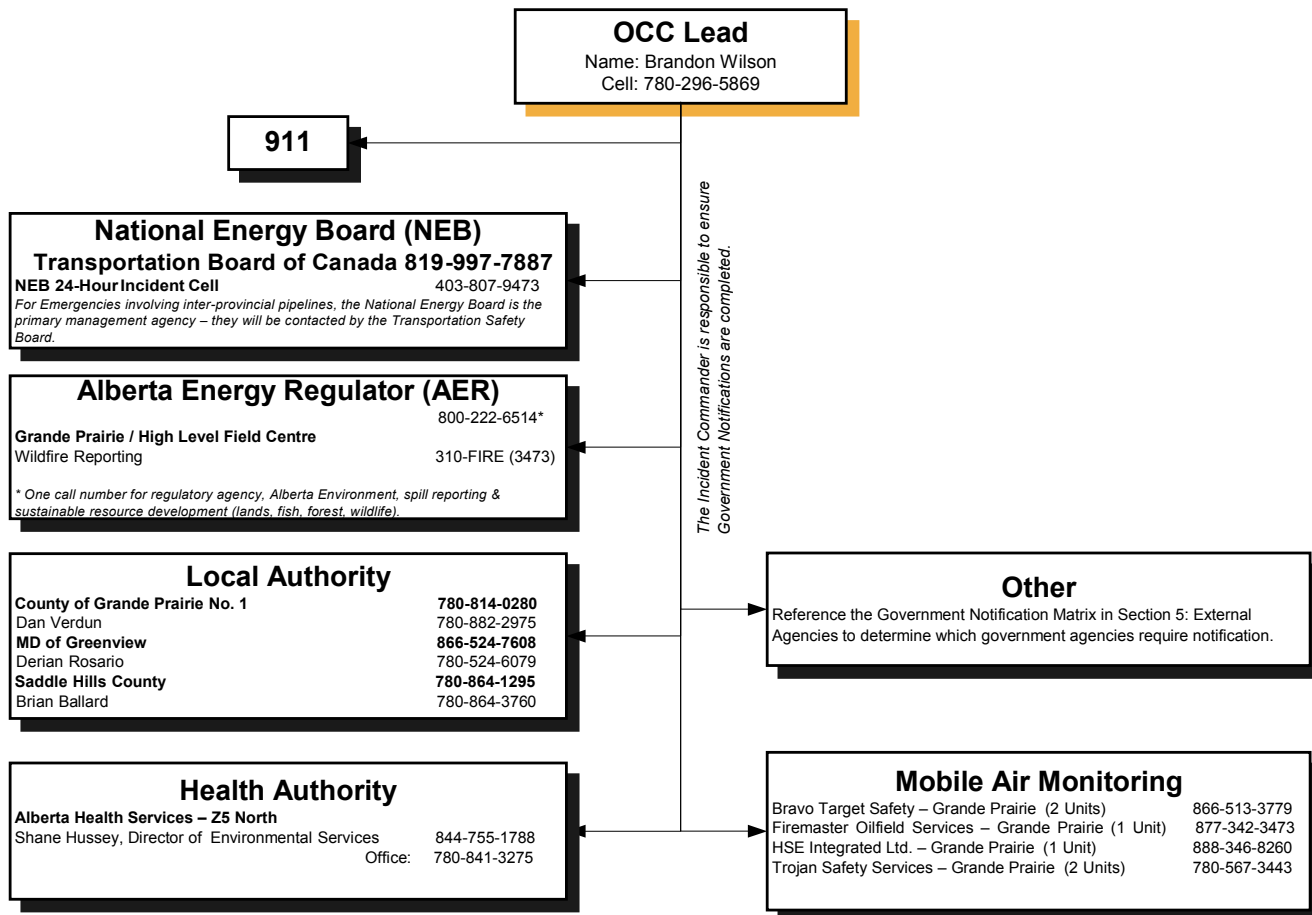 OCC Lead
Name: Brandon Wilson
Cell: 780-296-5869
911
The Incident Commander is responsible to ensure
Government Notifications are completed.
National Energy Board (NEB)
Transportation Board of Canada 819-997-7887
NEB 24-Hour Incident Cell 403-807-9473
For Emergencies involving inter-provincial pipelines, the National Energy Board is the
primary management agency – they will be contacted by the Transportation Safety
Board.
Alberta Energy Regulator (AER)
800-222-6514*
Grande Prairie / High Level Field Centre
Wildfire Reporting 310-FIRE (3473)
* One call number for regulatory agency, Alberta Environment, spill reporting &
sustainable resource development (lands, fish, forest, wildlife).
Local Authority
County of Grande Prairie No. 1 780-814-0280
Dan Verdun 780-882-2975
MD of Greenview 866-524-7608
Derian Rosario 780-524-6079
Saddle Hills County 780-864-1295
Brian Ballard 780-864-3760
Other
Reference the Government Notification Matrix in Section 5: External
Agencies to determine which government agencies require notification.
Health Authority
Alberta Health Services – Z5 North
Shane Hussey, Director of Environmental Services 844-755-1788
Office: 780-841-3275
Mobile Air Monitoring
Bravo Target Safety – Grande Prairie (2 Units) 866-513-3779
Firemaster Oilfield Services – Grande Prairie (1 Unit) 877-342-3473
HSE Integrated Ltd. – Grande Prairie (1 Unit) 888-346-8260
Trojan Safety Services – Grande Prairie (2 Units) 780-567-3443